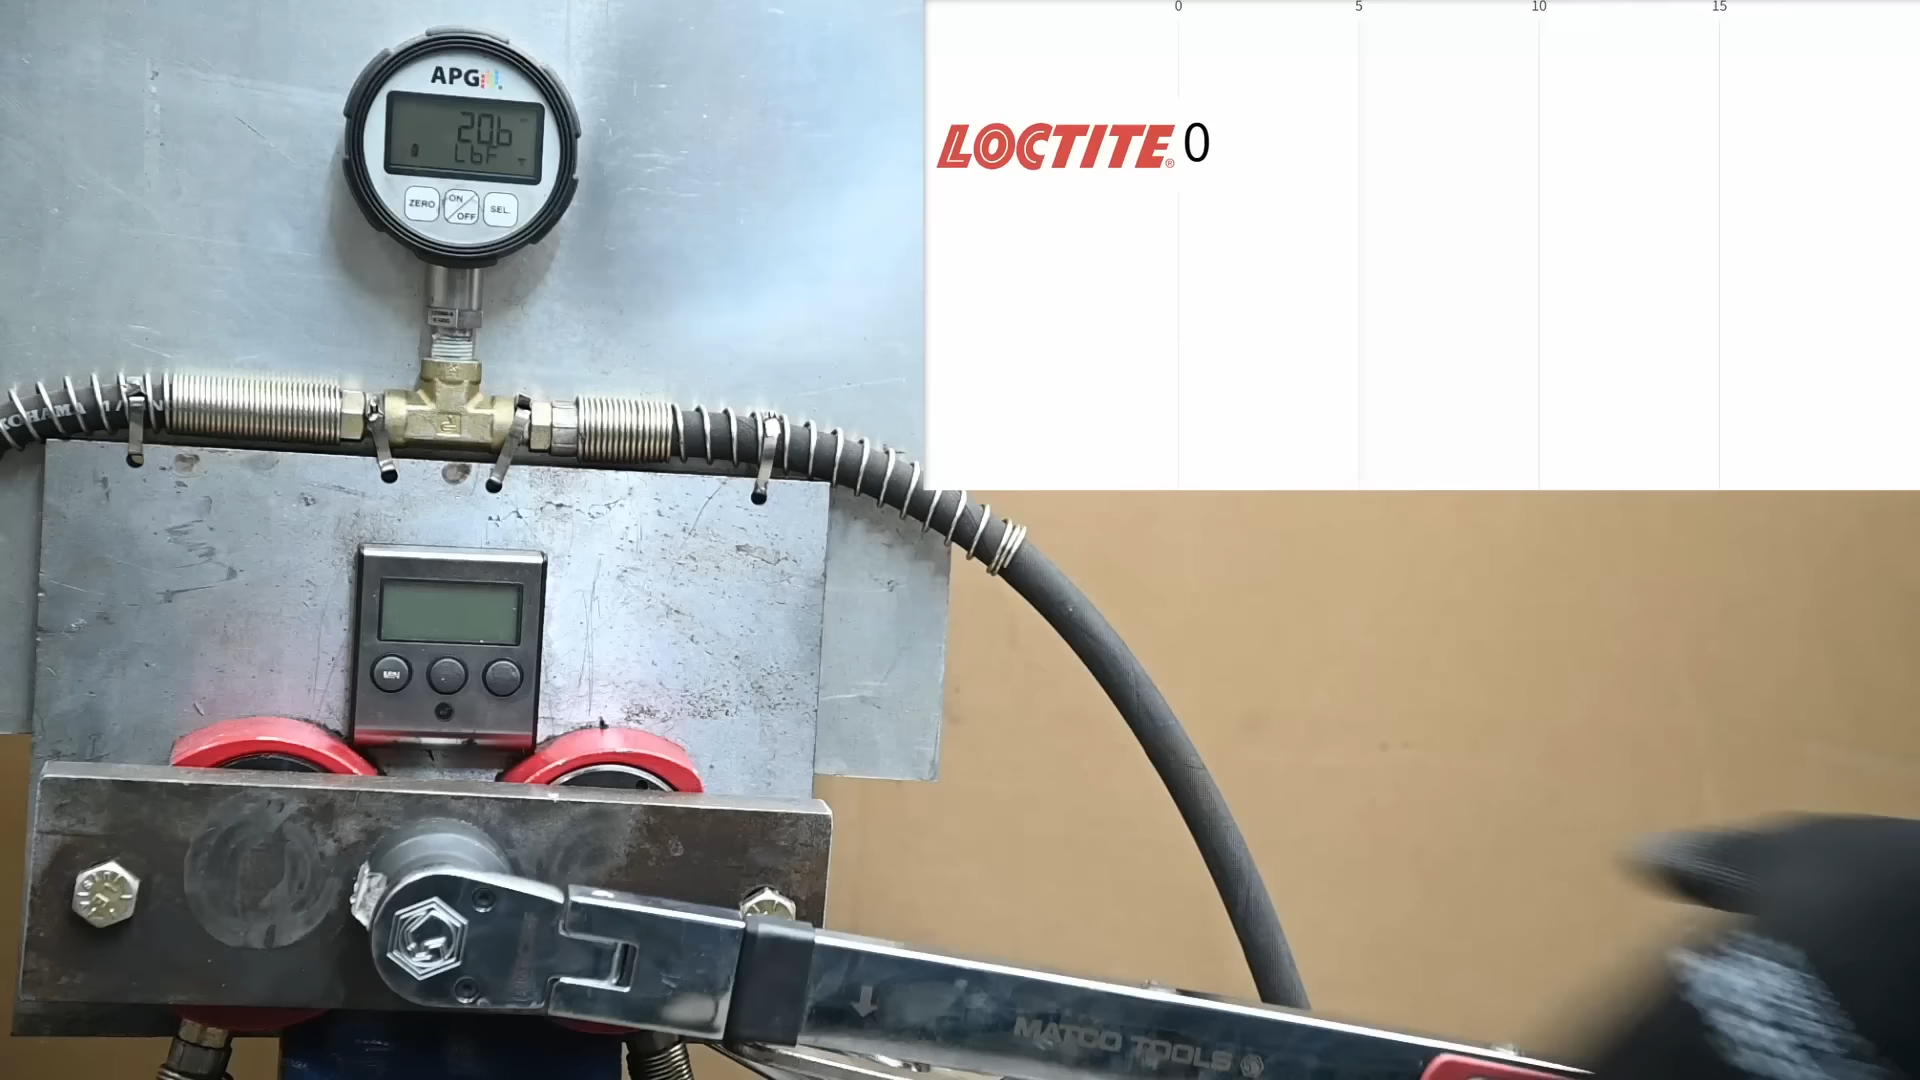 0 5 10 15
APG
206
LbF
ZERO
ON
OFF
SEL.
LOCTITE® 0
MIN
MATCO TOOLS